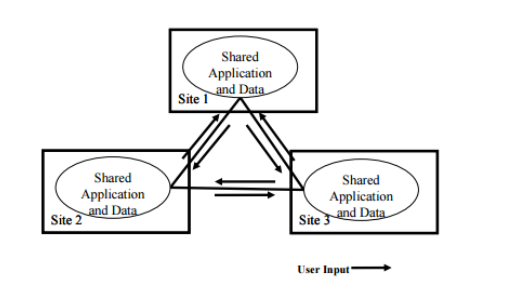 Shared
Application
and Data
Site 1
Shared
Application
and Data
Site 2
Shared
Application
and Data
Site 3
User Input